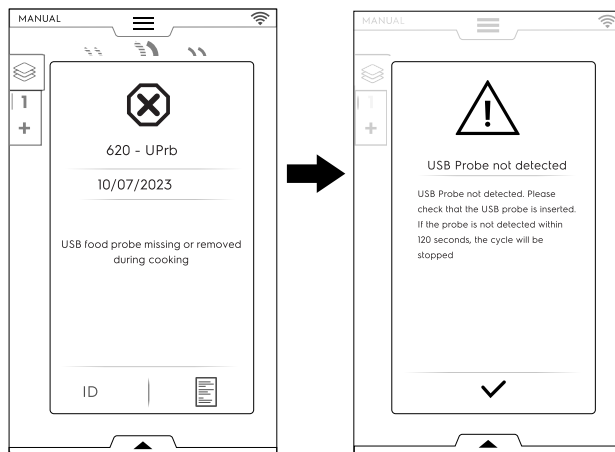 MANUAL
1
+
620 - UPrb
10/07/2023
USB food probe missing or removed
during cooking
ID
MANUAL
1
+
USB Probe not detected
USB Probe not detected. Please
check that the USB probe is inserted.
If the probe is not detected within
120 seconds, the cycle will be
stopped